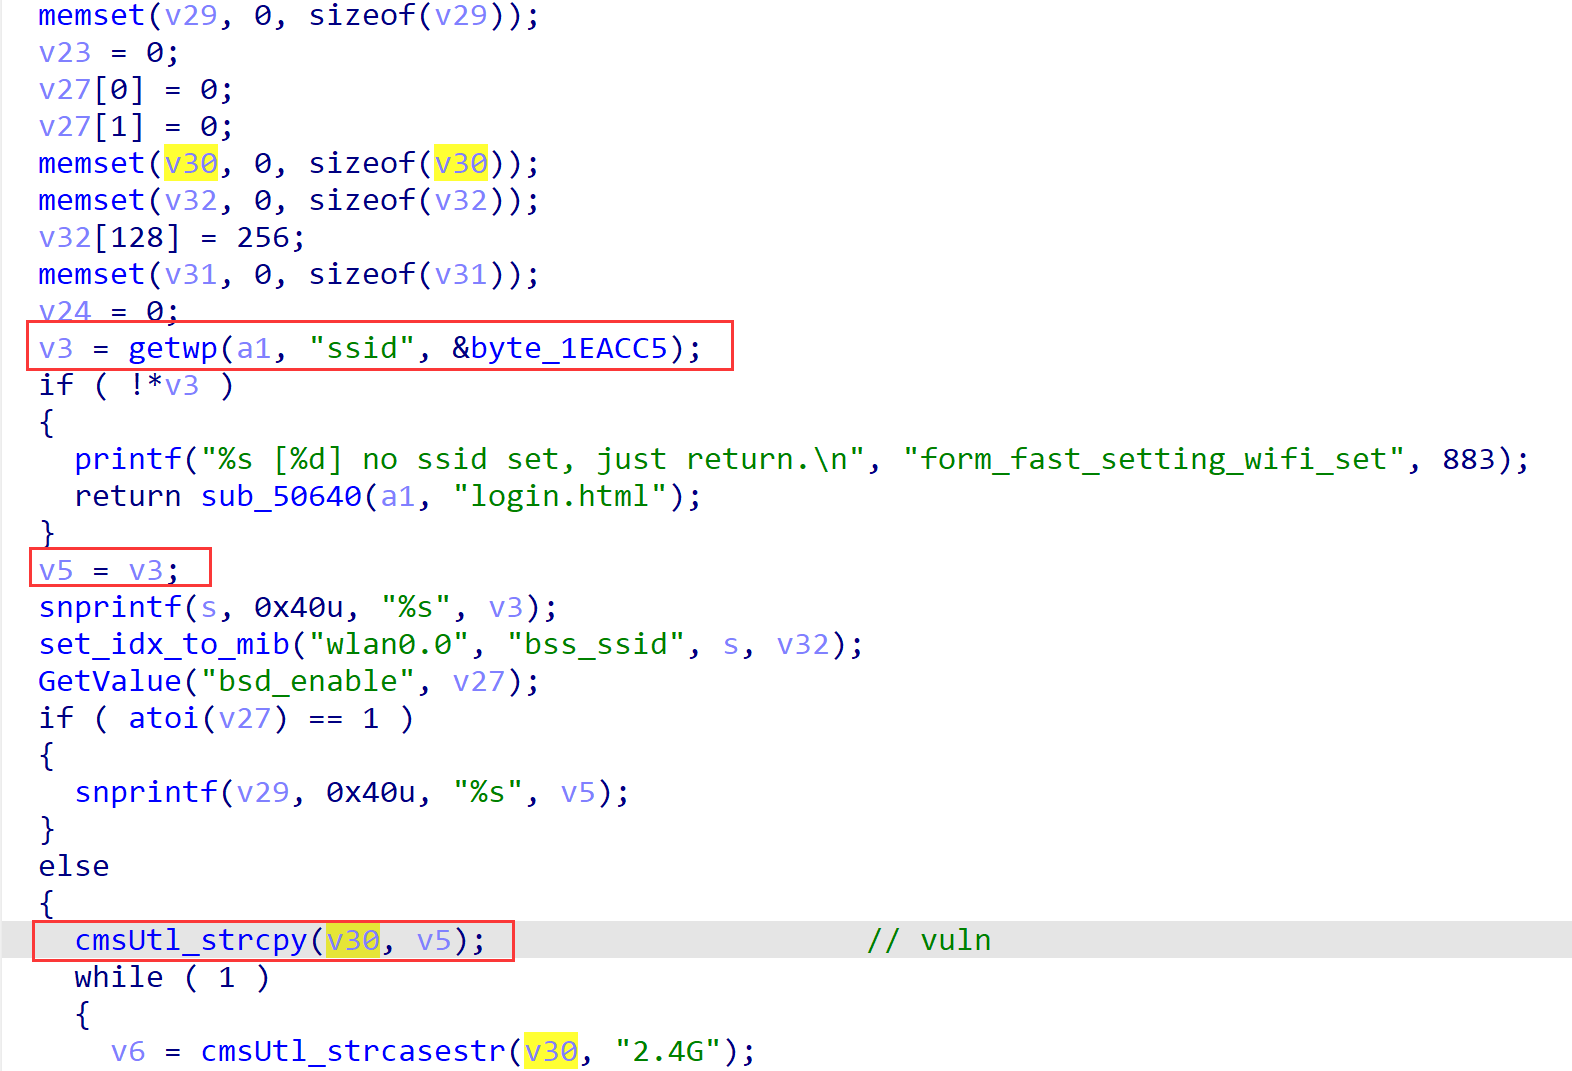 memset(v29, 0, sizeof(v29));
v23 = 0;
v27[0] = 0;
v27[1] = 0;
memset(v30, 0, sizeof(v30));
memset(v32, 0, sizeof(v32));
v32[128] = 256;
memset(v31, 0, sizeof(v31));
v24 = 0;
v3 = getwp(a1, "ssid", &byte_1EACC5);
if ( !*v3 )
{
  printf("%s [%d] no ssid set, just return.\n", "form_fast_setting_wifi_set", 883);
  return sub_50640(a1, "login.html");
}
v5 = v3;
snprintf(s, 0x40u, "%s", v3);
set_idx_to_mib("wlan0.0", "bss_ssid", s, v32);
GetValue("bsd_enable", v27);
if ( atoi(v27) == 1 )
{
  snprintf(v29, 0x40u, "%s", v5);
}
else
{
  cmsUtl_strcpy(v30, v5);                     // vuln
  while ( 1 )
  {
    v6 = cmsUtl_strcasestr(v30, "2.4G");